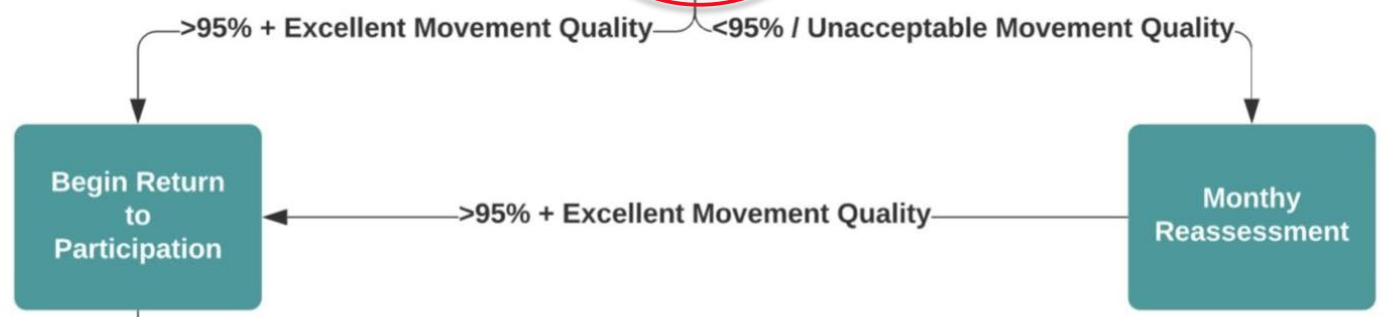 >95% + Excellent Movement Quality
<95% / Unacceptable Movement Quality
Begin Return
to
Participation
>95% + Excellent Movement Quality
Monthy
Reassessment